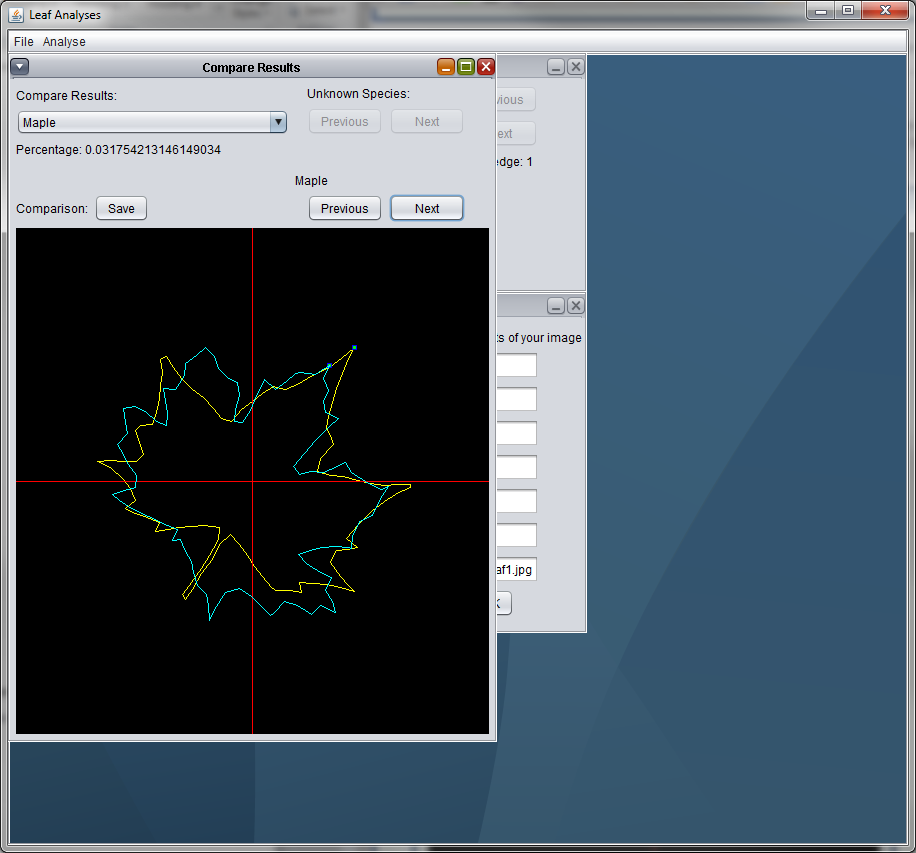 Leaf Analyses
File Analyse
Compare Results
Compare Results:
Unknown Species:
Maple
Previous Next
Percentage: 0.031754213146149034
Maple
Comparison: Save
Previous Next
ious
ext
edge: 1
ts of your image
af1.jpg